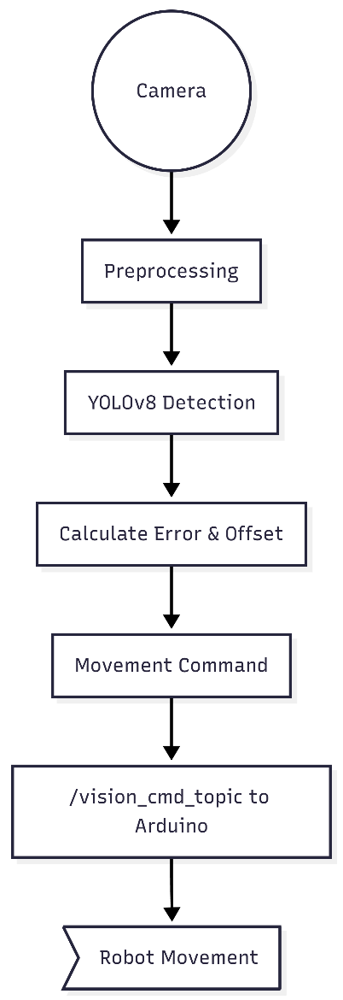 Camera
Preprocessing
YOLOv8 Detection
Calculate Error & Offset
Movement Command
/vision_cmd_topic to
Arduino
Robot Movement